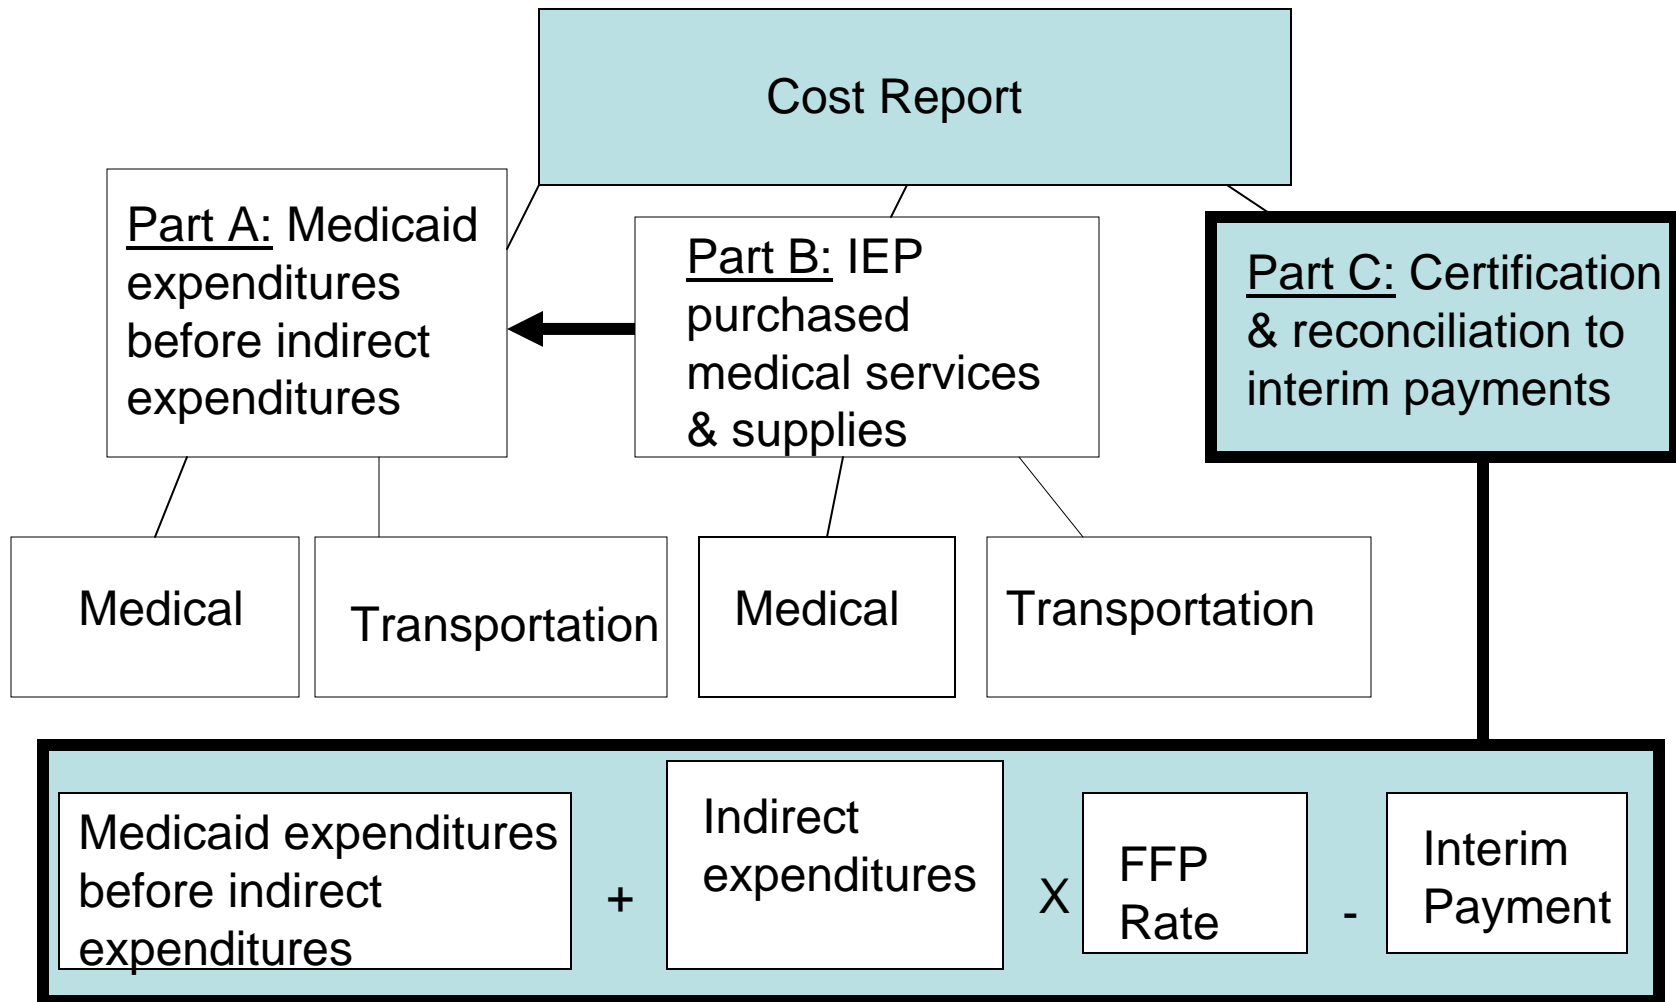 Cost Report
Part A: Medicaid
expenditures
before indirect
expenditures
Part B: IEP
purchased
medical services
& supplies
Part C: Certification
& reconciliation to
interim payments
Medical
Transportation
Medical
Transportation
Medicaid expenditures
before indirect
expenditures
+
Indirect
expenditures
X
FFP
Rate
-
Interim
Payment